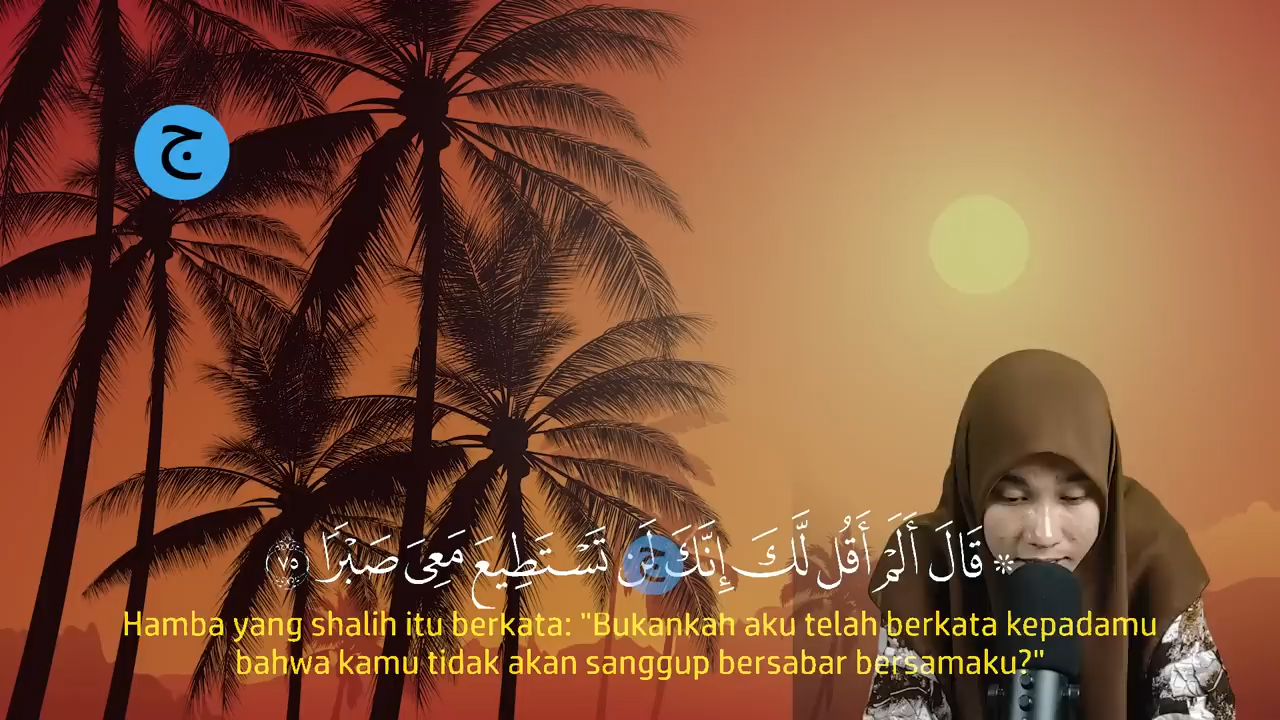 ج
۞ قَالَ أَلَمْ أَقُل لَّكَ إِنَّكَ لَن تَسْتَطِيعَ مَعِىَ صَبْرًا ٧٥
Hamba yang shalih itu berkata: "Bukankah aku telah berkata kepadamu
bahwa kamu tidak akan sanggup bersabar bersamaku?"